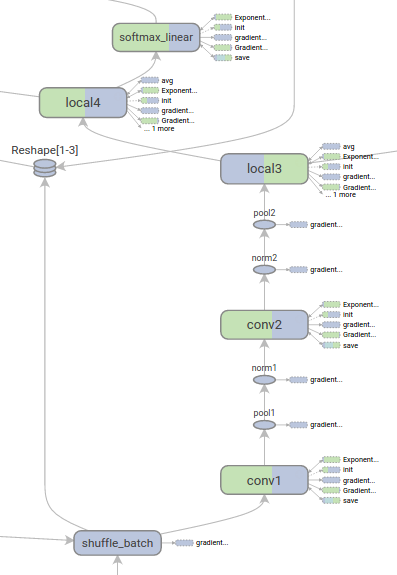 softmax_linear
Exponent...
init
gradient...
Gradient...
save
local4
avg
Exponent...
init
gradient...
Gradient...
... 1 more
Reshape[1-3]
local3
avg
Exponent...
init
gradient...
Gradient...
... 1 more
pool2
gradient...
norm2
gradient...
conv2
Exponent...
init
gradient...
Gradient...
save
norm1
gradient...
pool1
gradient...
conv1
Exponent...
init
gradient...
Gradient...
save
shuffle_batch
gradient...